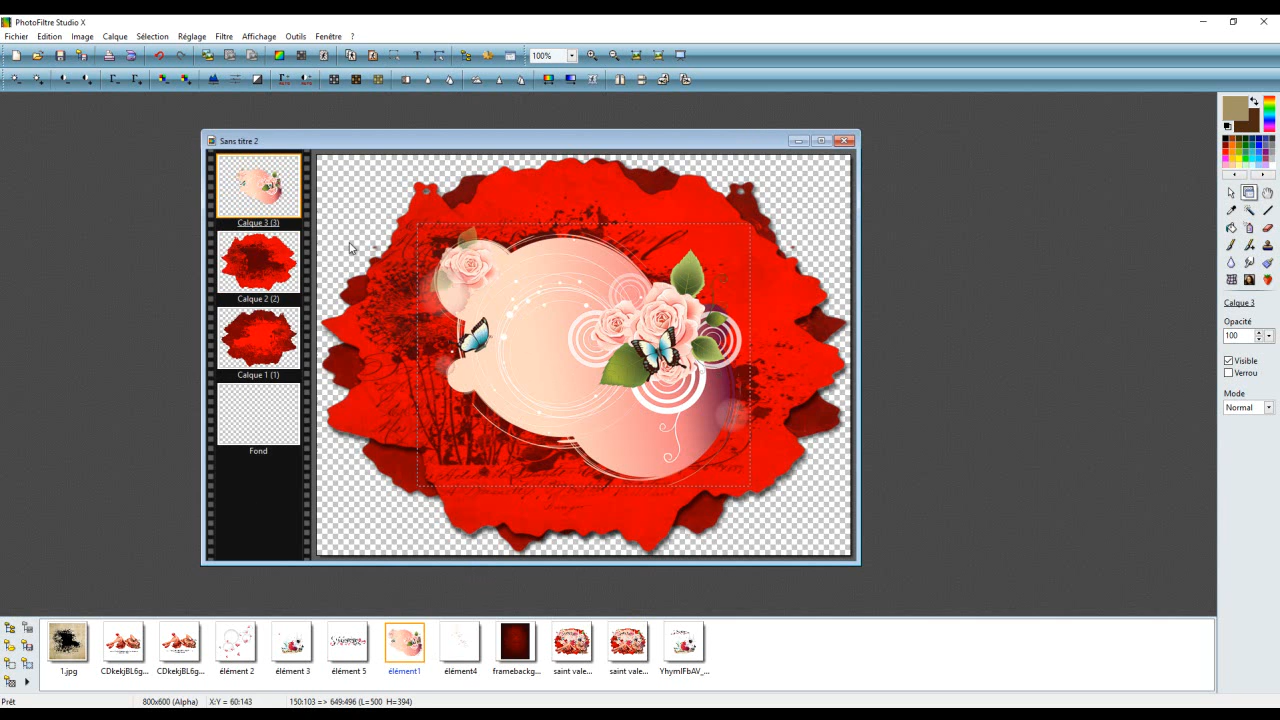 PhotoFiltre Studio X
Fichier Edition Image Calque Sélection Réglage Filtre Affichage Outils Fenêtre ?
100%
Sans titre 2
Calque 3 (3)
Calque 2 (2)
Calque 1 (1)
Fond
Calque 3
Opacité
100
Visible
Verrou
Mode
Normal
1.jpg CDkekjBL6g... CDkekjBL6g... élément 2 élément 3 élément 5 élément1 élément4 framebackg... saint vale... saint vale... YhymIFbAV_...
Prêt 800x600 (Alpha) X:Y = 60:143 150:103 => 649:496 (L=500 H=394)